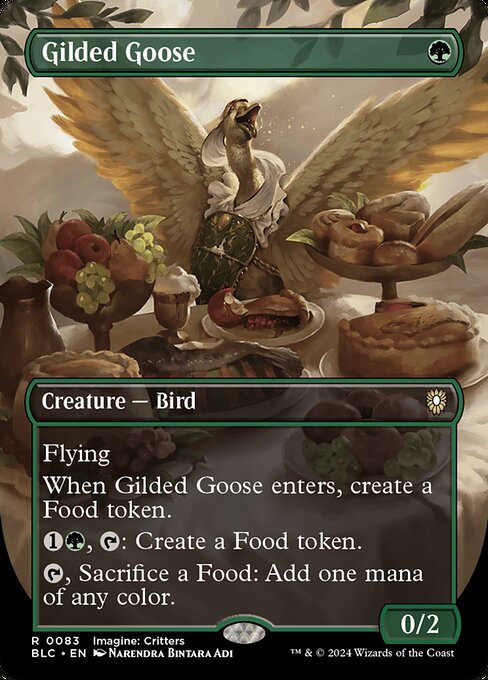 Gilded Goose
Creature — Bird
Flying
When Gilded Goose enters, create a
Food token.
1, : Create a Food token.
, Sacrifice a Food: Add one mana
of any color.
0/2
R 0083 Imagine: Critters
BLC • EN Narendra Bintara Adi
™ & © 2024 Wizards of the Coast